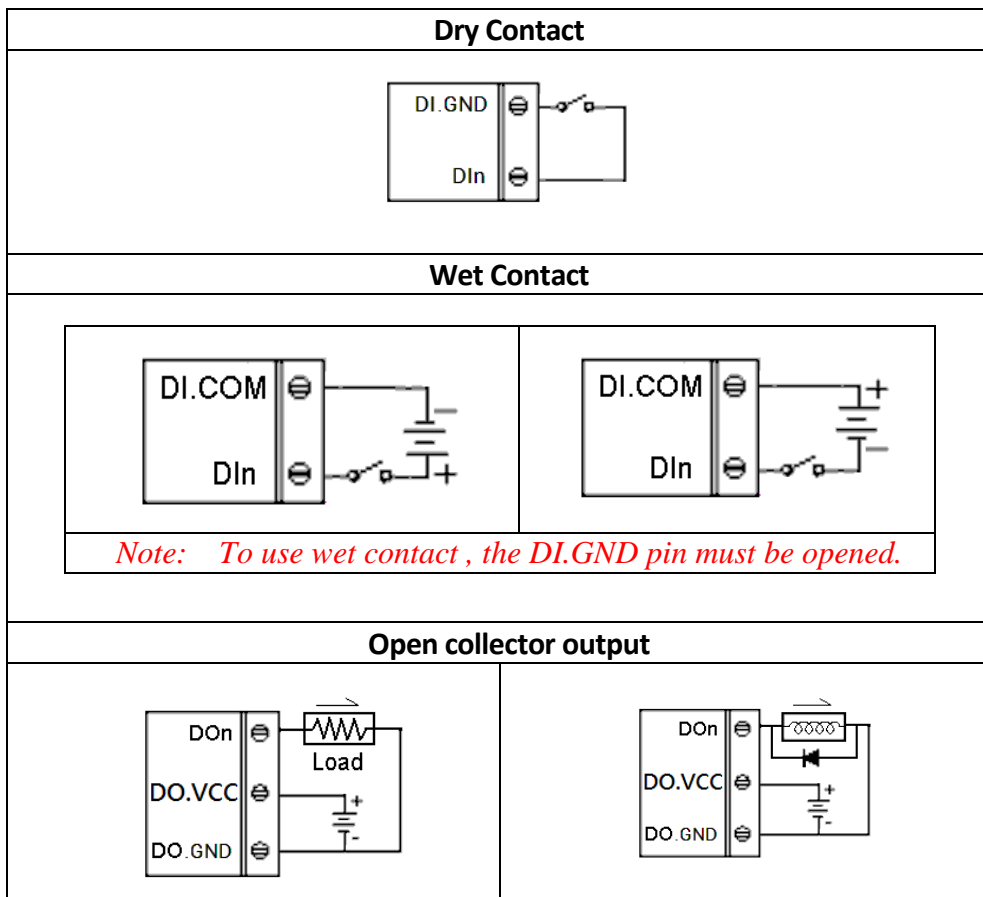 Dry Contact
DI.GND
DIn
Wet Contact
DI.COM
DIn
DI.COM
DIn
Note: To use wet contact , the DI.GND pin must be opened.
Open collector output
DOn
Load
DO.VCC
DO.GND
DOn
DO.VCC
DO.GND